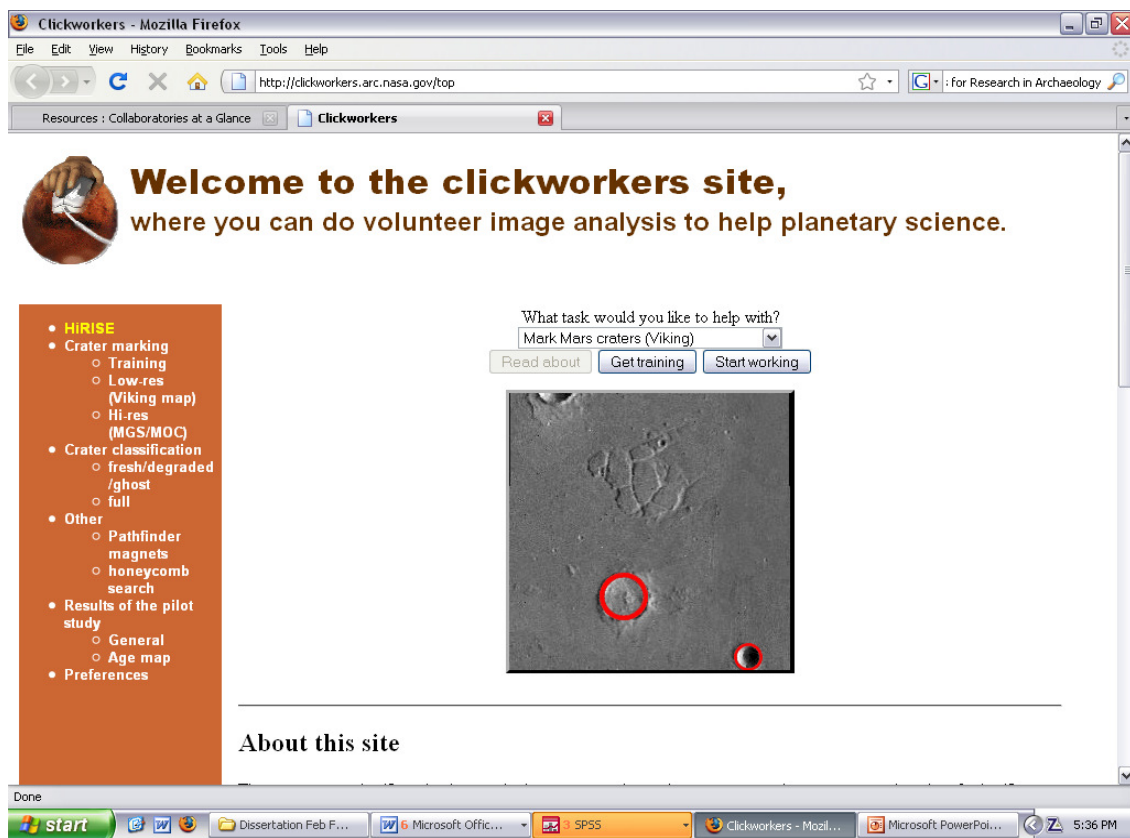 Clickworkers - Mozilla Firefox
File Edit View History Bookmarks Tools Help
http://clickworkers.arc.nasa.gov/top
: for Research in Archaeology
Resources : Collaboratories at a Glance
Clickworkers
Welcome to the clickworkers site,
where you can do volunteer image analysis to help planetary science.
HiRISE
Crater marking
Training
Low-res
(Viking map)
Hi-res
(MGS/MOC)
Crater classification
fresh/degraded
/ghost
full
Other
Pathfinder
magnets
honeycomb
search
Results of the pilot
study
General
Age map
Preferences
What task would you like to help with?
Mark Mars craters (Viking)
Read about Get training Start working
About this site
Done
start Dissertation Feb F... 6 Microsoft Offic... 3 SPSS Clickworkers - Mozil... Microsoft PowerPoi... 5:36 PM